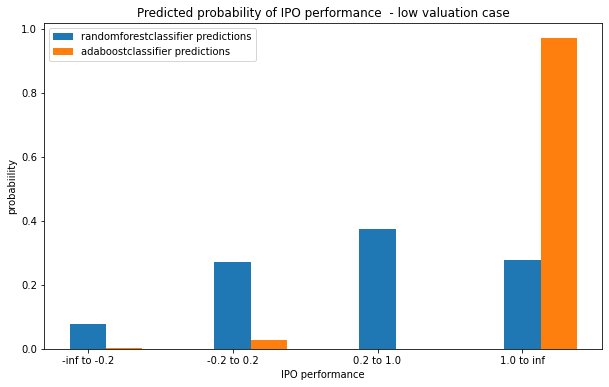 Predicted probability of IPO performance  - low valuation case
randomforestclassifier predictions
adaboostclassifier predictions
probability
1.0
0.8
0.6
0.4
0.2
0.0
-inf to -0.2
-0.2 to 0.2
0.2 to 1.0
1.0 to inf
IPO performance